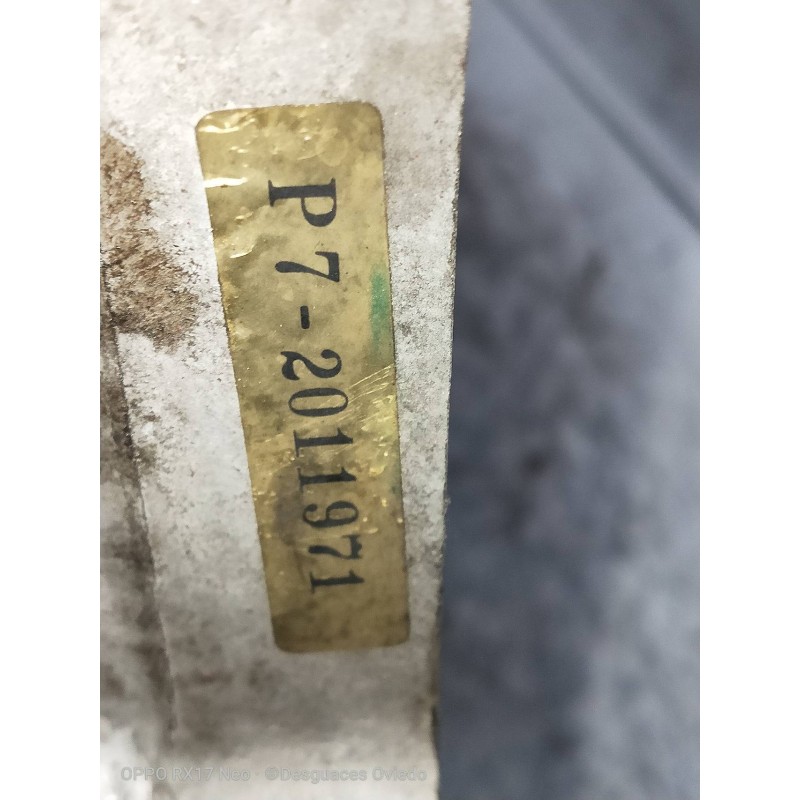 P7-2011971
OPPO RX17 Neo · ©Desguaces Oviedo